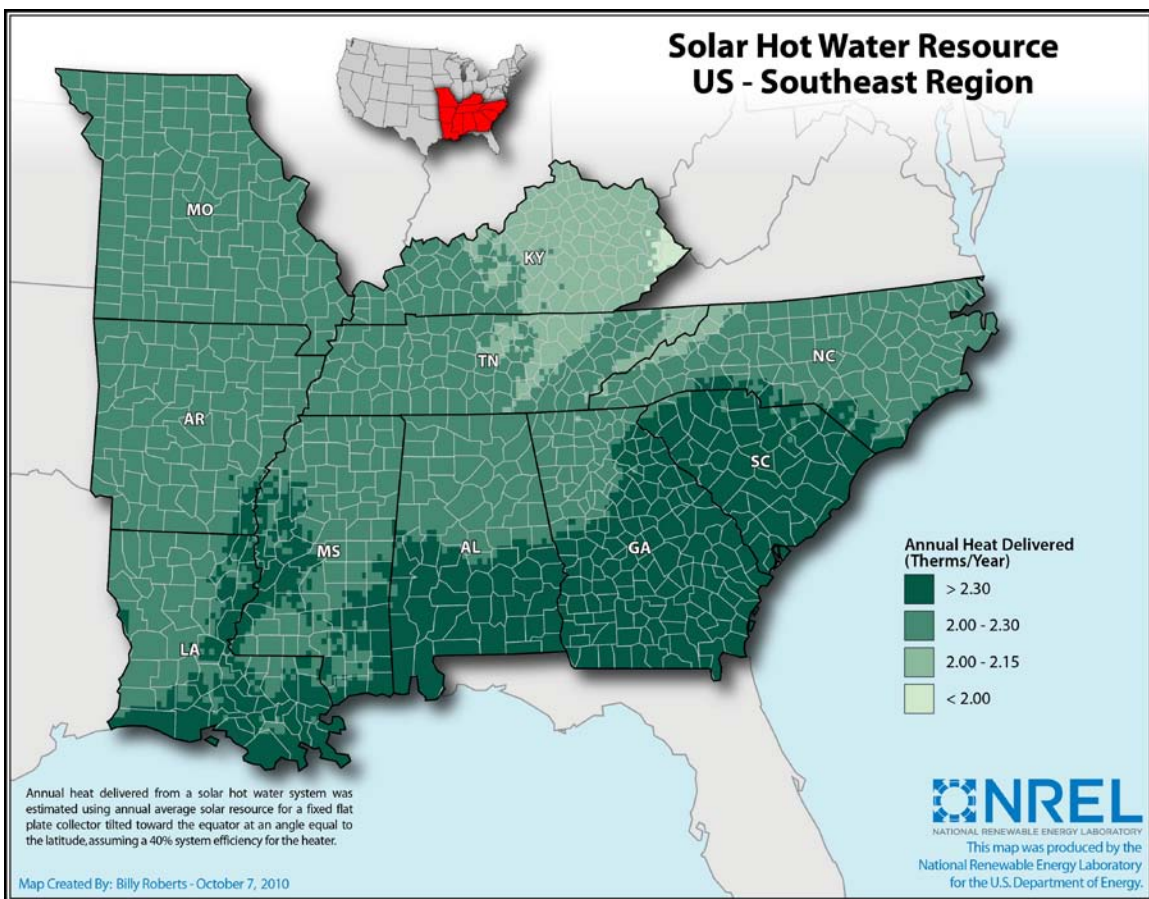 Solar Hot Water Resource
US - Southeast Region
MO
KY
TN
NC
AR
SC
MS
AL
GA
LA
Annual Heat Delivered
(Therms/Year)
> 2.30
2.00 - 2.30
2.00 - 2.15
< 2.00
Annual heat delivered from a solar hot water system was
estimated using annual average solar resource for a fixed flat
plate collector tilted toward the equator at an angle equal to
the latitude, assuming a 40% system efficiency for the heater.
Map Created By: Billy Roberts - October 7, 2010
NREL
NATIONAL RENEWABLE ENERGY LABORATORY
This map was produced by the
National Renewable Energy Laboratory
for the U.S. Department of Energy.